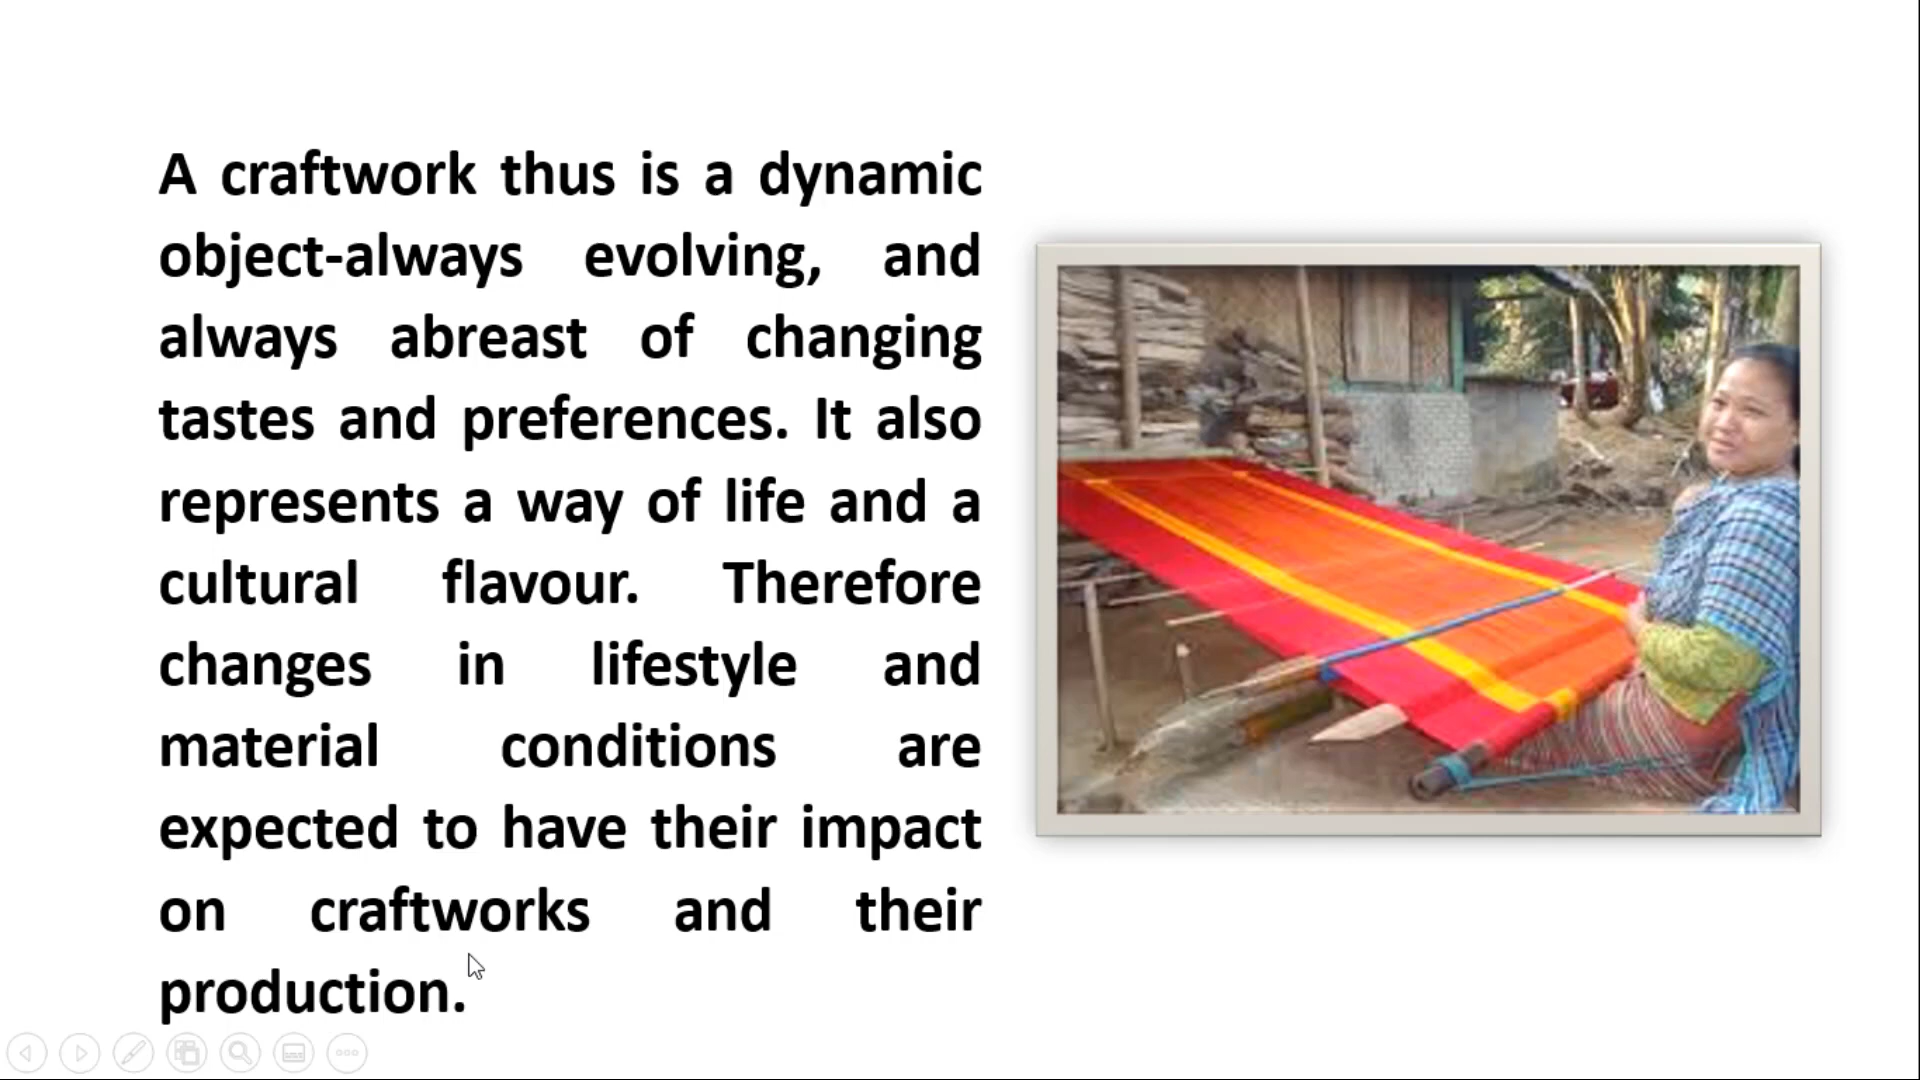 A craftwork thus is a dynamic
object-always evolving, and
always abreast of changing
tastes and preferences. It also
represents a way of life and a
cultural flavour. Therefore
changes in lifestyle and
material conditions are
expected to have their impact
on craftworks and their
production.